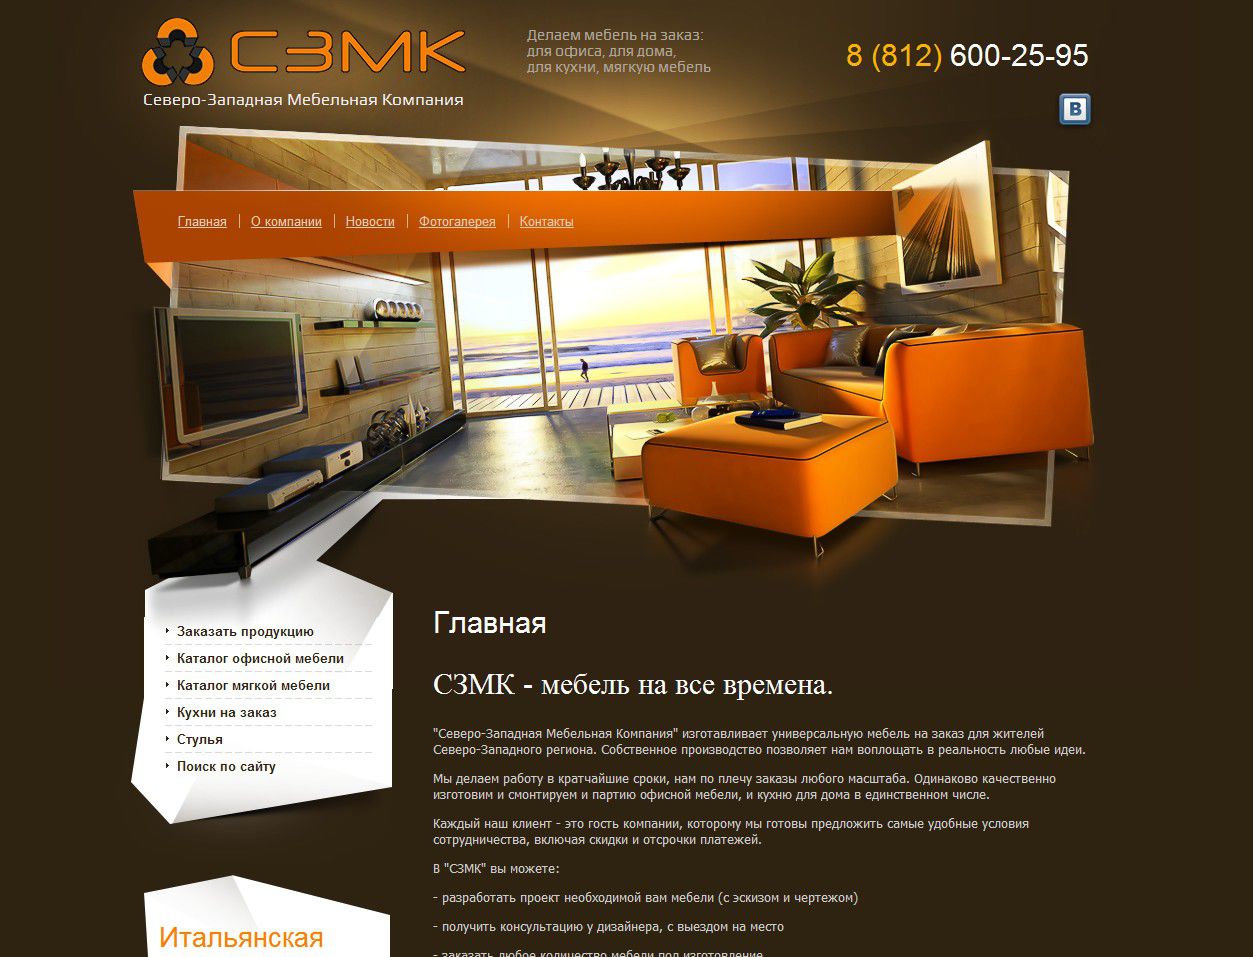 СЗМК
Северо-Западная Мебельная Компания
Делаем мебель на заказ:
для офиса, для дома,
для кухни, мягкую мебель
8 (812) 600-25-95
В
Главная
О компании
Новости
Фотогалерея
Контакты
Заказать продукцию
Каталог офисной мебели
Каталог мягкой мебели
Кухни на заказ
Стулья
Поиск по сайту
Итальянская
Главная
СЗМК - мебель на все времена.
"Северо-Западная Мебельная Компания" изготавливает универсальную мебель на заказ для жителей
Северо-Западного региона. Собственное производство позволяет нам воплощать в реальность любые идеи.
Мы делаем работу в кратчайшие сроки, нам по плечу заказы любого масштаба. Одинаково качественно
изготовим и смонтируем и партию офисной мебели, и кухню для дома в единственном числе.
Каждый наш клиент - это гость компании, которому мы готовы предложить самые удобные условия
сотрудничества, включая скидки и отсрочки платежей.
В "СЗМК" вы можете:
- разработать проект необходимой вам мебели (с эскизом и чертежом)
- получить консультацию у дизайнера, с выездом на место
- заказать любое количество мебели под изготовление